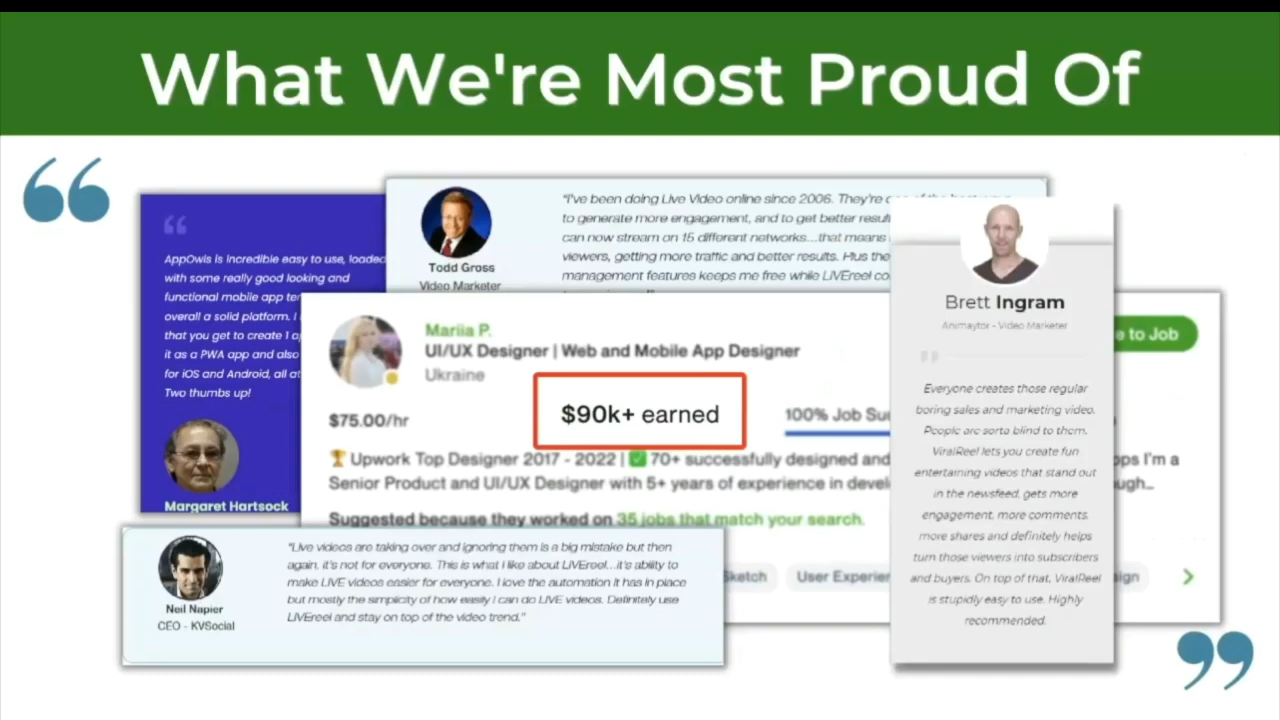 What We're Most Proud Of
AppOwls is incredible easy to use, loaded
with some really good looking and
functional mobile app
overall a solid platform. I
that you get to create 1
it as a PWA app and also
for iOS and Android, all
Two thumbs up!
Margaret Hartsock
Todd Gross
Video Marketer
"I've been doing Live Video online since 2006. They're
to generate more engagement, and to get better
can now stream on 15 different networks...that means
viewers, getting more traffic and better results. Plus the
management features keeps me free while LIVEreel
Mariia P.
UI/UX Designer | Web and Mobile App Designer
Ukraine
$75.00/hr
$90k+ earned
100% Job
to Job
🏆 Upwork Top Designer 2017 - 2022 | ✅ 70+ successfully designed and
I'm a
Senior Product and UI/UX Designer with 5+ years of experience in
Suggested because they worked on 35 jobs that match your search.
User
Neil Napier
CEO - KVSocial
"Live videos are taking over and ignoring them is a big mistake but then
again, it's not for everyone. This is what I like about LIVEreel...it's ability to
make LIVE videos easier for everyone. I love the automation it has in place
but mostly the simplicity of how easily I can do LIVE videos. Definitely use
LIVEreel and stay on top of the video trend."
Brett Ingram
Animaytor - Video Marketer
Everyone creates those regular
boring sales and marketing video.
People are sorta blind to them.
ViralReel lets you create fun
entertaining videos that stand out
in the newsfeed, gets more
engagement, more comments,
more shares and definitely helps
turn those viewers into subscribers
and buyers. On top of that, ViralReel
is stupidly easy to use. Highly
recommended.